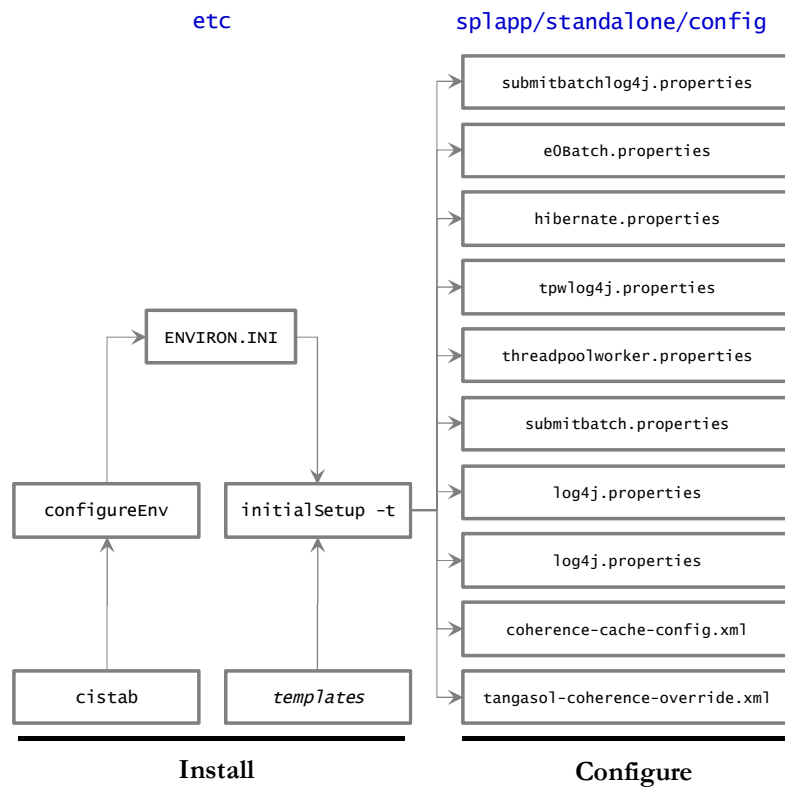 etc
splapp/standalone/config
submitbatchlog4j.properties
e0Batch.properties
hibernate.properties
tpwlog4j.properties
ENVIRON.INI
threadpoolworker.properties
submitbatch.properties
configureEnv
initialSetup -t
log4j.properties
log4j.properties
coherence-cache-config.xml
cistab
templates
tangasol-coherence-override.xml
Install
Configure